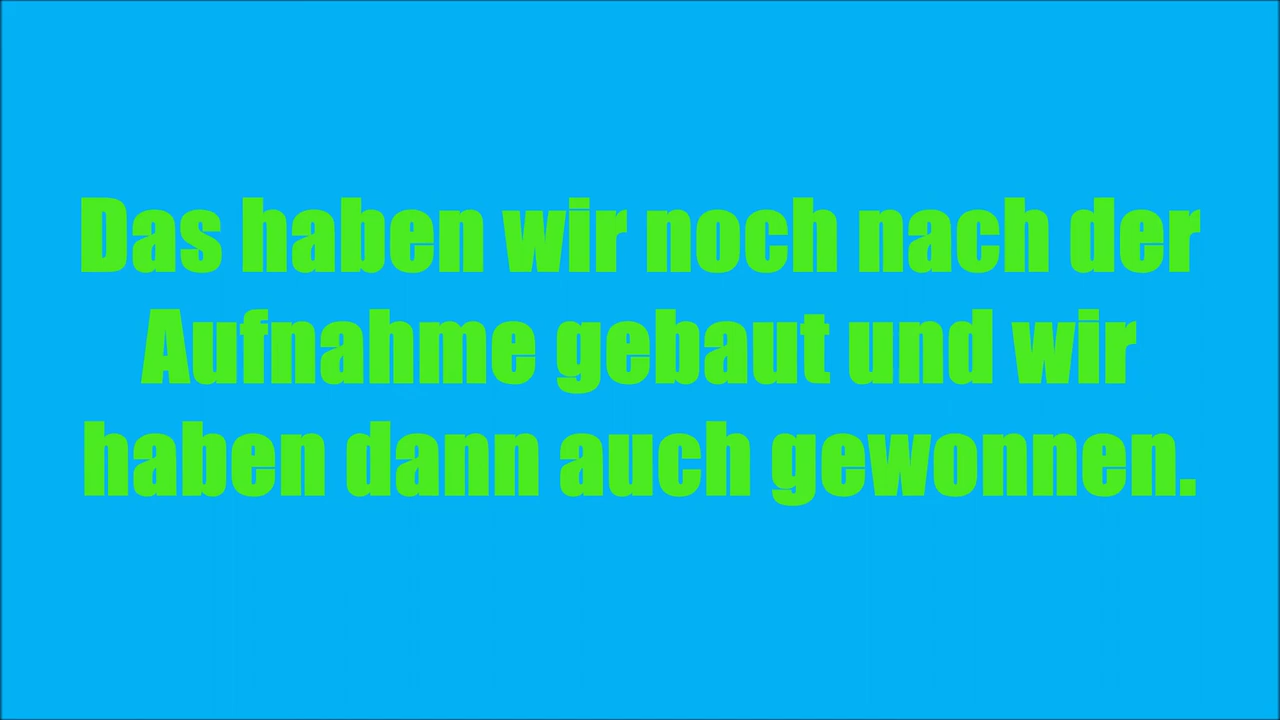 Das haben wir noch nach der
Aufnahme gebaut und wir
haben dann auch gewonnen.